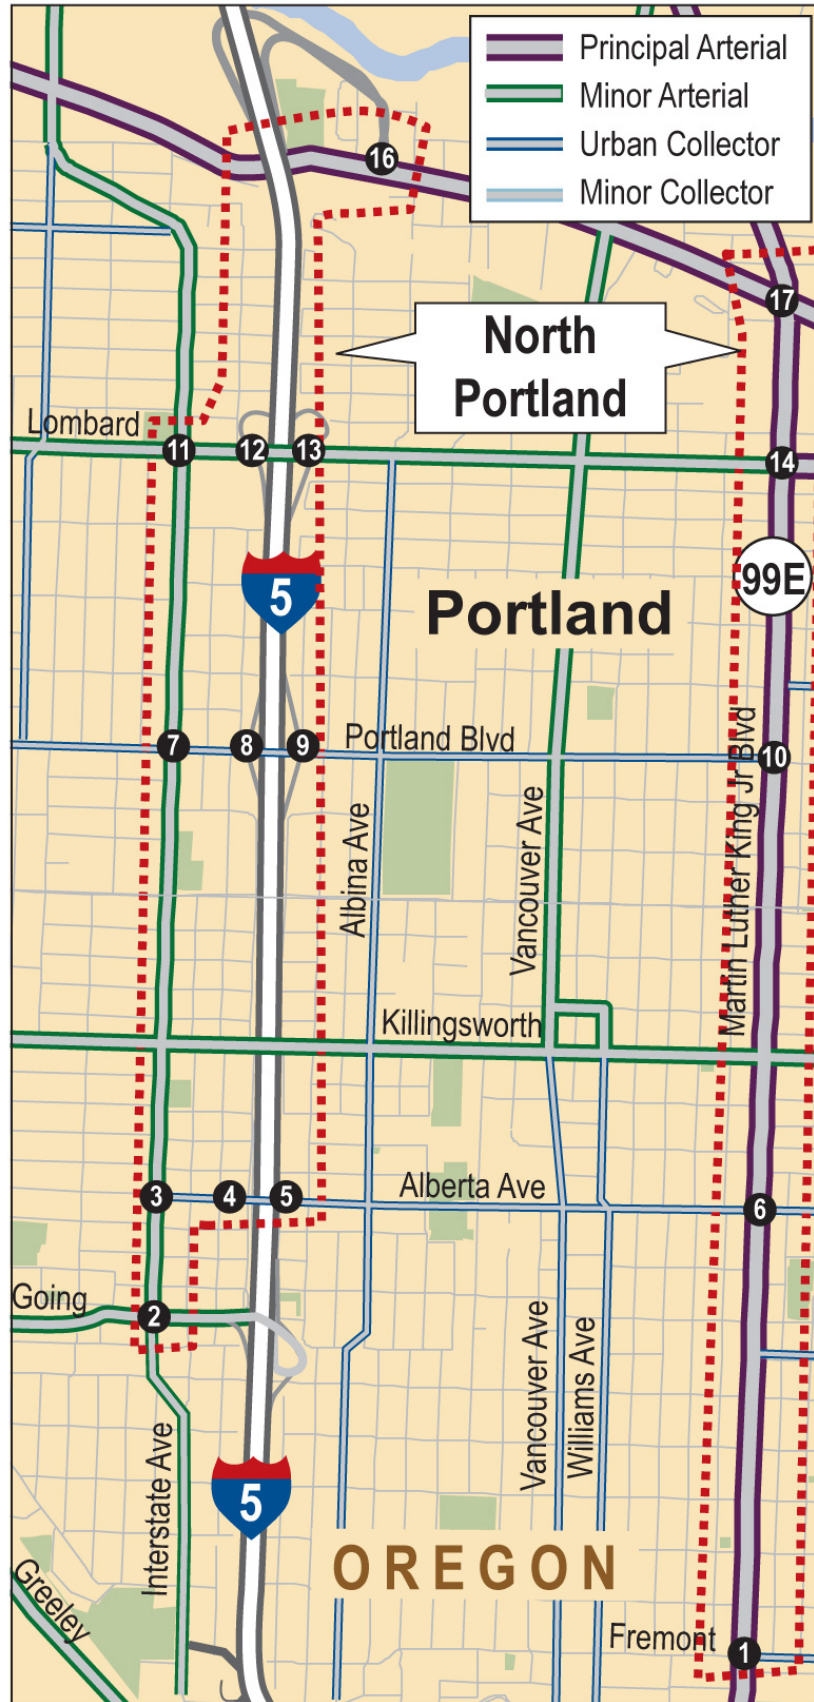 Principal Arterial
Minor Arterial
Urban Collector
Minor Collector
16
17
North
Portland
Lombard
11
12
13
14
5
99E
Portland
7
8
9
Portland Blvd
10
Albina Ave
Vancouver Ave
Martin Luther King Jr Blvd
Killingsworth
3
4
5
Alberta Ave
6
Going
2
Vancouver Ave
Williams Ave
Interstate Ave
5
OREGON
Greeley
Fremont
1